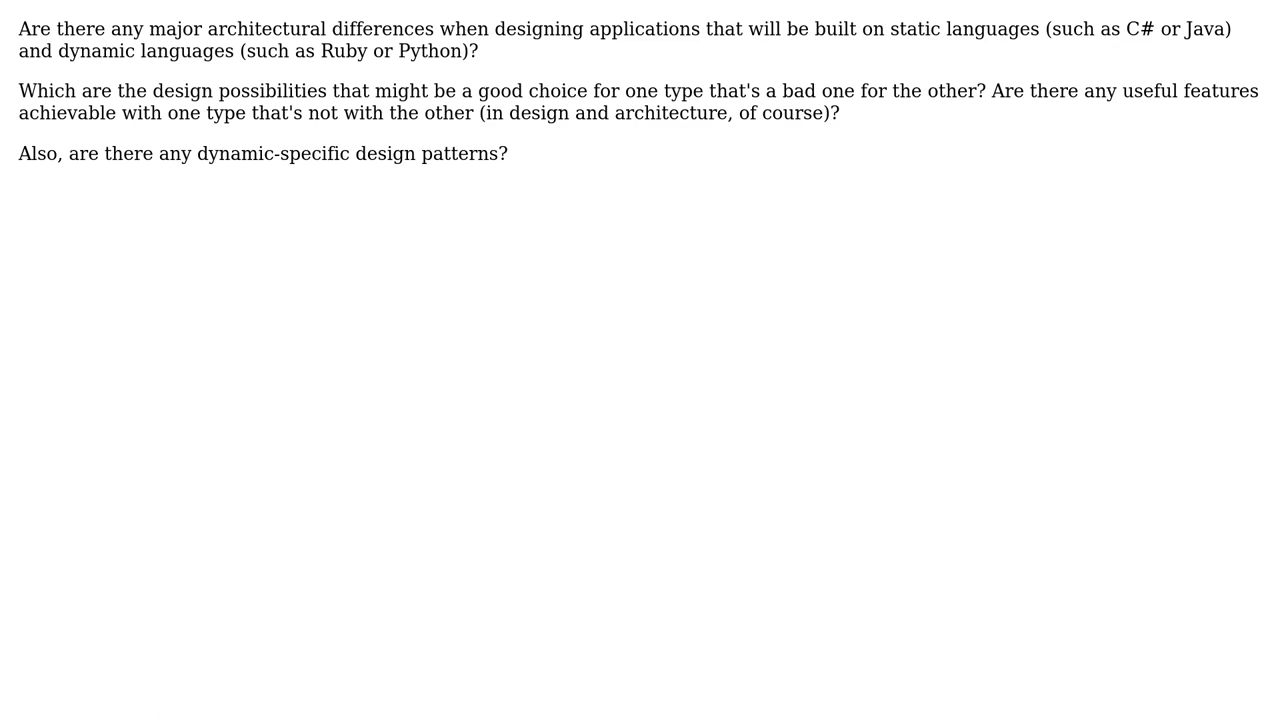 Are there any major architectural differences when designing applications that will be built on static languages (such as C# or Java)
and dynamic languages (such as Ruby or Python)?
Which are the design possibilities that might be a good choice for one type that's a bad one for the other? Are there any useful features
achievable with one type that's not with the other (in design and architecture, of course)?
Also, are there any dynamic-specific design patterns?